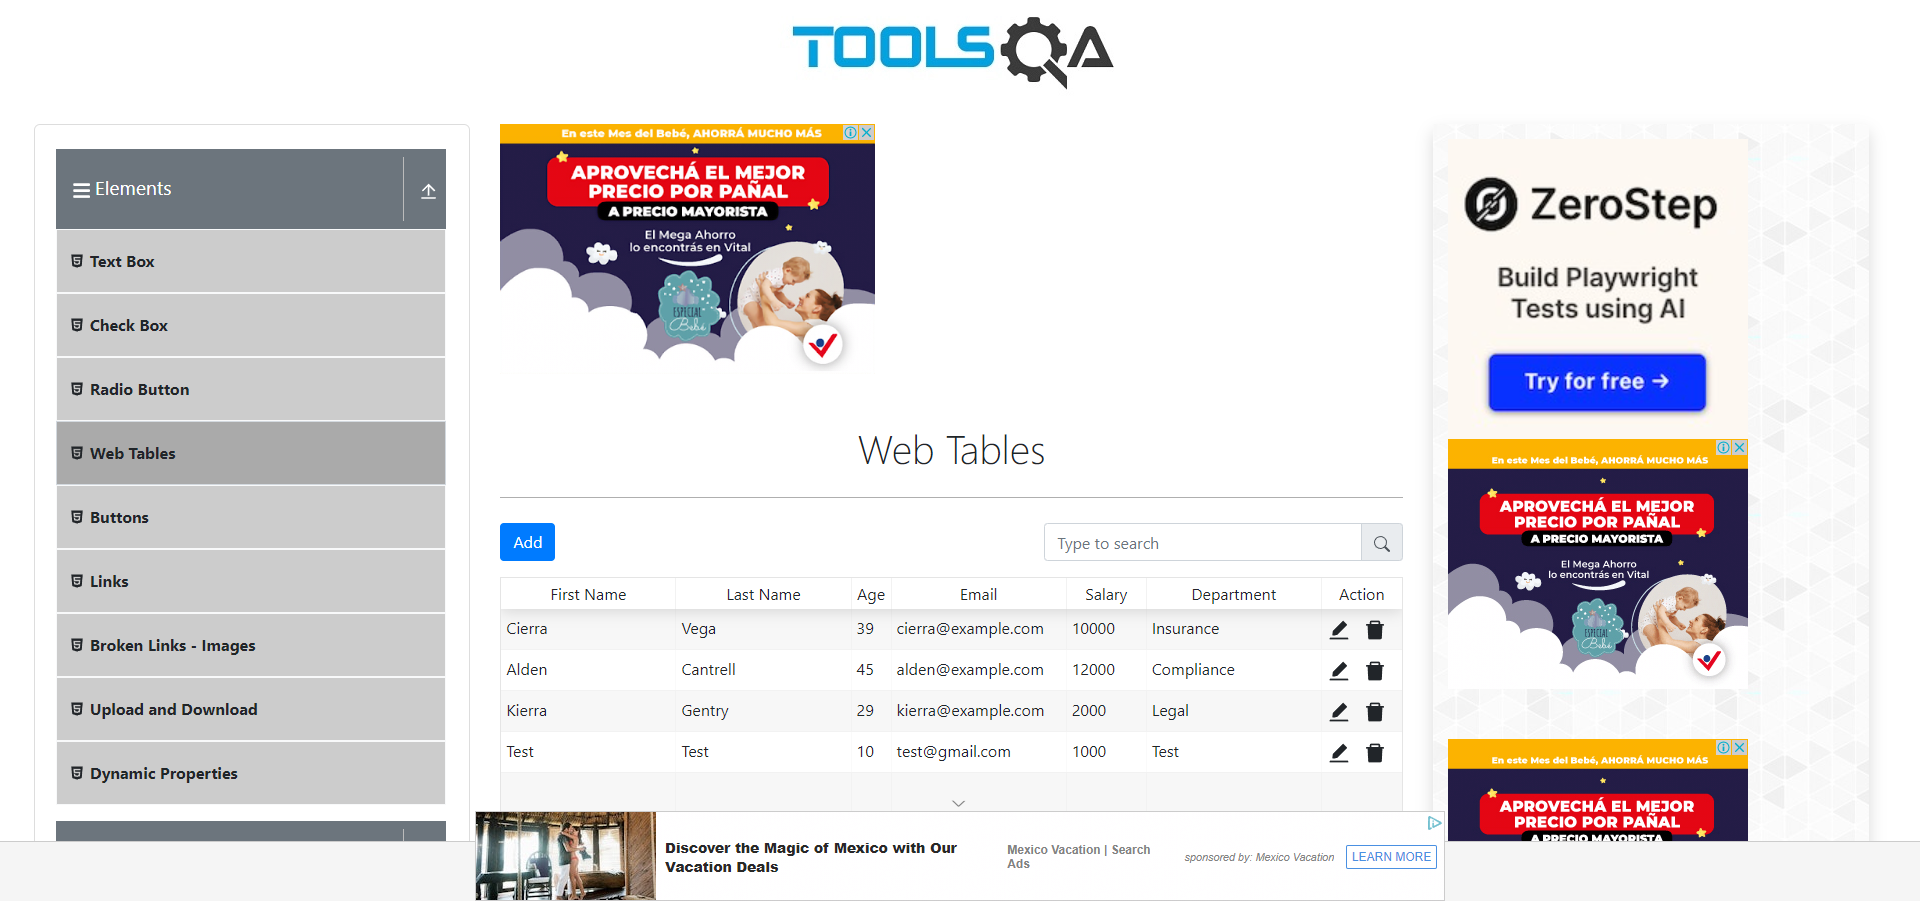 TOOLSQA
Elements
Text Box
Check Box
Radio Button
Web Tables
Buttons
Links
Broken Links - Images
Upload and Download
Dynamic Properties
En este Mes del Bebé, AHORRÁ MUCHO MÁS
APROVECHÁ EL MEJOR
PRECIO POR PAÑAL
A PRECIO MAYORISTA
El Mega Ahorro
lo encontrás en Vital
ESPECIAL
Bebé
Web Tables
Add
Type to search
First Name Last Name Age Email Salary Department Action
Cierra Vega 39 cierra@example.com 10000 Insurance
Alden Cantrell 45 alden@example.com 12000 Compliance
Kierra Gentry 29 kierra@example.com 2000 Legal
Test Test 10 test@gmail.com 1000 Test
ZeroStep
Build Playwright
Tests using AI
Try for free →
En este Mes del Bebé, AHORRÁ MUCHO MÁS
APROVECHÁ EL MEJOR
PRECIO POR PAÑAL
A PRECIO MAYORISTA
El Mega Ahorro
lo encontrás en Vital
ESPECIAL
Bebé
En este Mes del Bebé, AHORRÁ MUCHO MÁS
APROVECHÁ EL MEJOR
PRECIO POR PAÑAL
A PRECIO MAYORISTA
Discover the Magic of Mexico with Our
Vacation Deals
Mexico Vacation | Search
Ads
sponsored by: Mexico Vacation
LEARN MORE